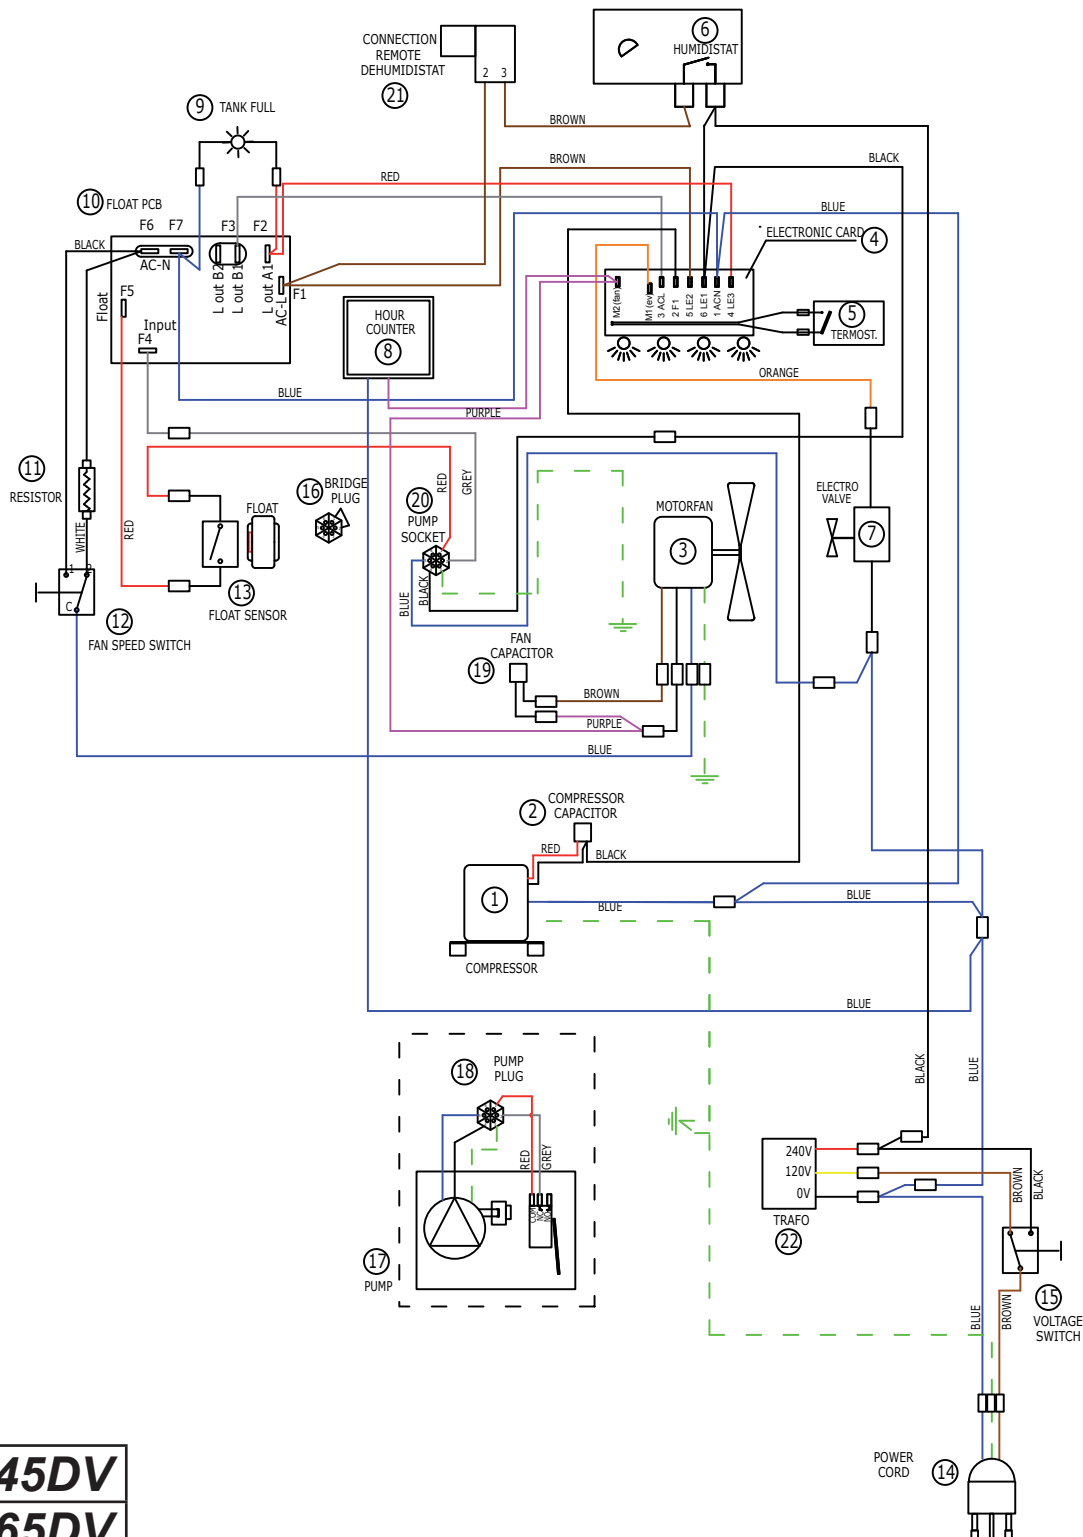 CONNECTION
REMOTE
DEHUMIDISTAT
21
2 3
6
HUMIDISTAT
9 TANK FULL
BROWN
BROWN
BLACK
RED
10 FLOAT PCB
BLUE
F6 F7 F3 F2
BLACK
AC-N
L out B2
L out B1
L out A1
AC-L
F1
ELECTRONIC CARD 4
Float
F5
Input
F4
M2(fan)
M1(ev)
3 ACL
2 F1
5 LE2
6 LE1
1 ACN
4 LE3
HOUR
COUNTER
8
5
TERMOST.
ORANGE
BLUE
PURPLE
11
RESISTOR
RED
WHITE
16 BRIDGE
PLUG
FLOAT
20
PUMP
SOCKET
RED
GREY
MOTORFAN
3
ELECTRO
VALVE
7
1 2
C
13
FLOAT SENSOR
12
FAN SPEED SWITCH
BLUE
BLACK
FAN
CAPACITOR
19
BROWN
PURPLE
BLUE
COMPRESSOR
CAPACITOR
2
RED
BLACK
1
BLUE
BLUE
COMPRESSOR
BLUE
BLACK
BLUE
18
PUMP
PLUG
RED
GREY
COM
NC
NO
17
PUMP
240V
120V
0V
TRAFO
22
BROWN
BLACK
15
VOLTAGE
SWITCH
BLUE
BROWN
POWER
CORD
14
45DV
65DV